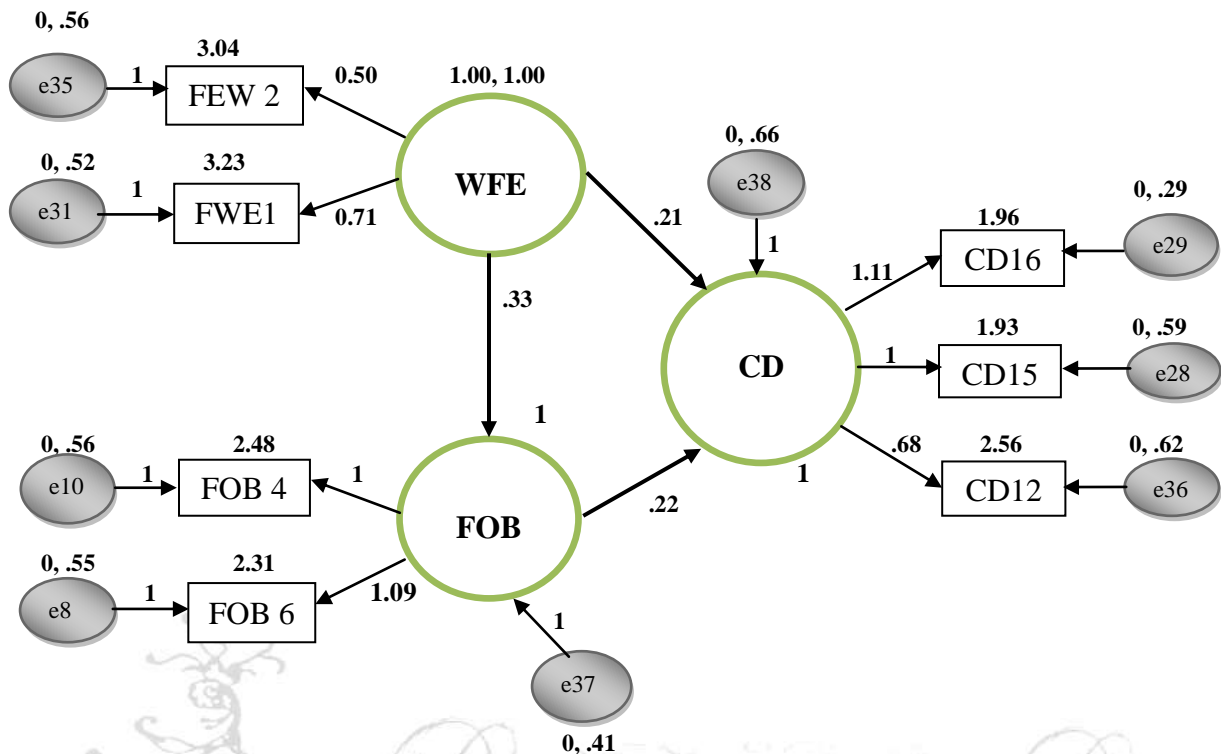 0, .56
3.04
e35
1
FEW 2
0.50
1.00, 1.00
0, .52
3.23
e31
1
FWE1
0.71
WFE
0, .66
e38
1
.21
.33
1.96
0, .29
CD16
e29
1.11
1.93
0, .59
CD
1
CD15
e28
.68
2.56
0, .62
CD12
e36
1
1
0, .56
2.48
e10
1
FOB 4
1
.22
FOB
0, .55
2.31
e8
1
FOB 6
1.09
1
e37
0, .41